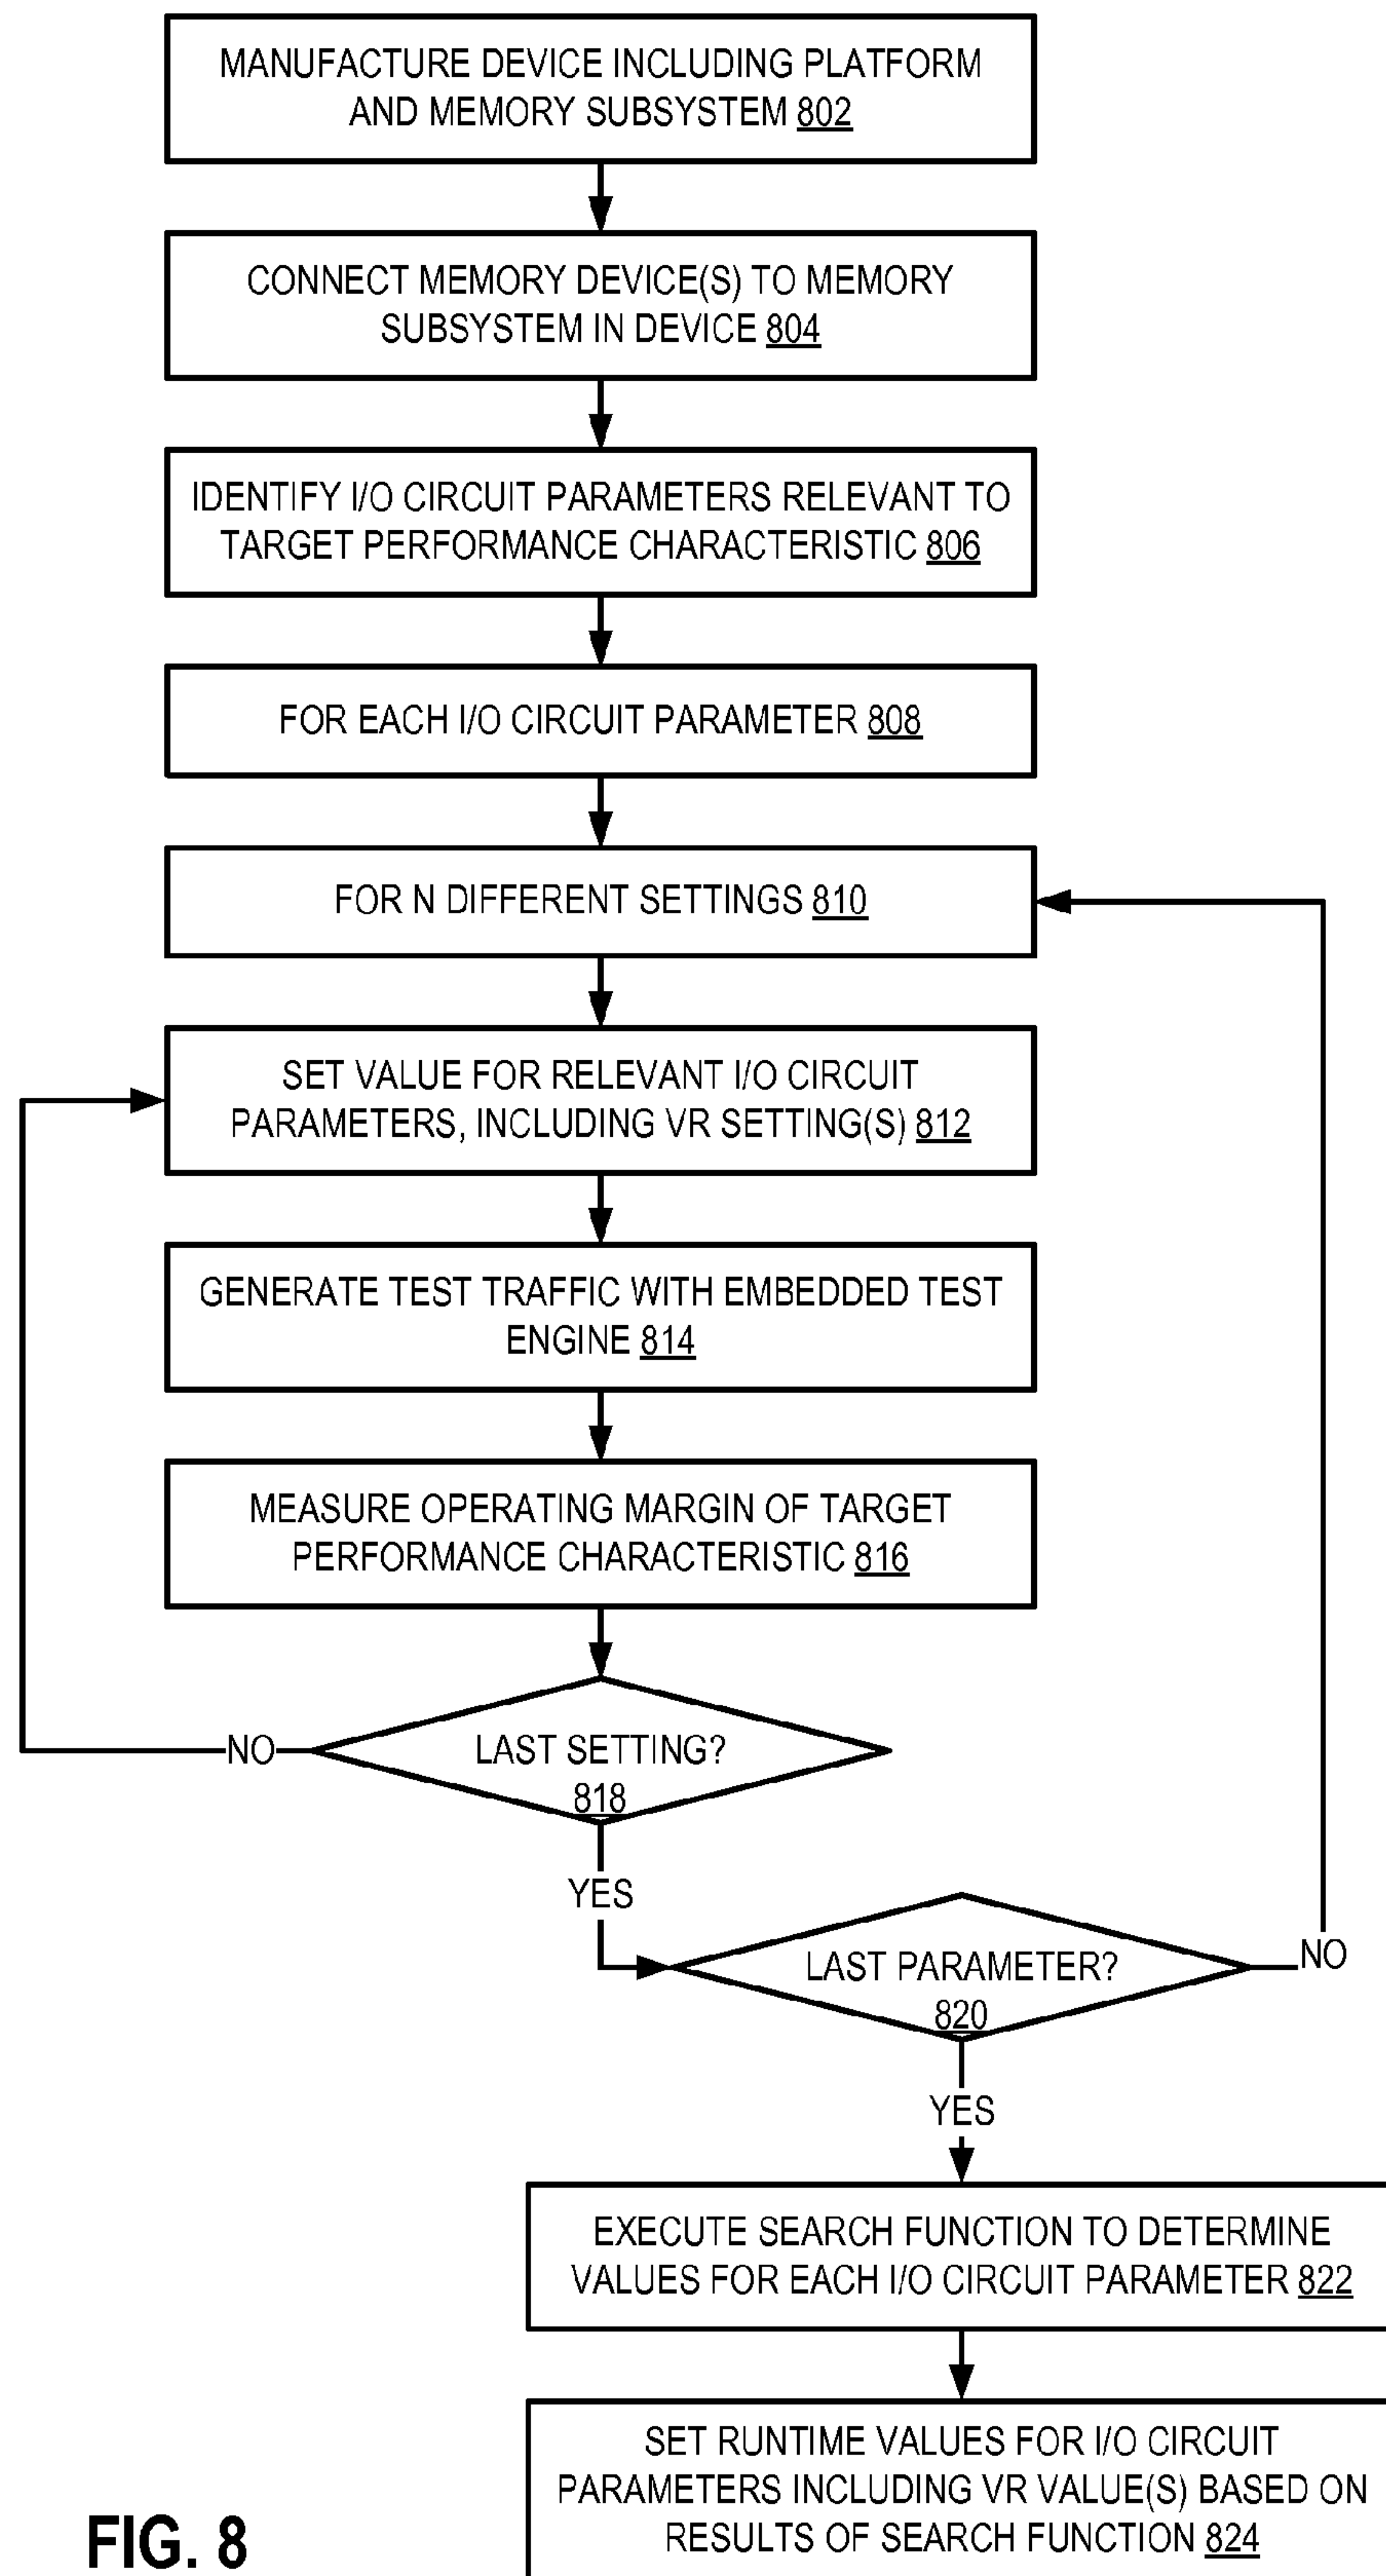 MANUFACTURE DEVICE INCLUDING PLATFORM
AND MEMORY SUBSYSTEM 802
CONNECT MEMORY DEVICE(S) TO MEMORY
SUBSYSTEM IN DEVICE 804
IDENTIFY I/O CIRCUIT PARAMETERS RELEVANT TO
TARGET PERFORMANCE CHARACTERISTIC 806
FOR EACH I/O CIRCUIT PARAMETER 808
FOR N DIFFERENT SETTINGS 810
SET VALUE FOR RELEVANT I/O CIRCUIT
PARAMETERS, INCLUDING VR SETTING(S) 812
GENERATE TEST TRAFFIC WITH EMBEDDED TEST
ENGINE 814
MEASURE OPERATING MARGIN OF TARGET
PERFORMANCE CHARACTERISTIC 816
NO
LAST SETTING?
818
YES
LAST PARAMETER?
820
NO
YES
EXECUTE SEARCH FUNCTION TO DETERMINE
VALUES FOR EACH I/O CIRCUIT PARAMETER 822
SET RUNTIME VALUES FOR I/O CIRCUIT
PARAMETERS INCLUDING VR VALUE(S) BASED ON
RESULTS OF SEARCH FUNCTION 824
FIG. 8